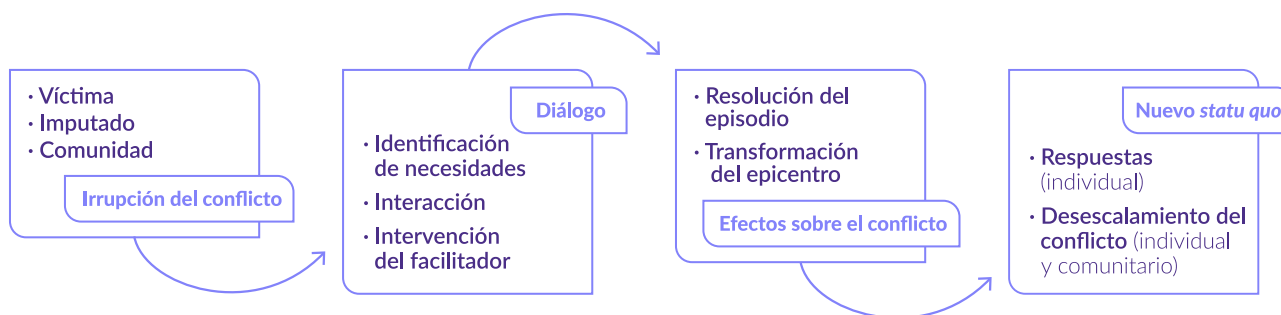 · Víctima
· Imputado
· Comunidad
Irrupción del conflicto
Diálogo
· Identificación
de necesidades
· Interacción
· Intervención
del facilitador
· Resolución del
episodio
· Transformación
del epicentro
Efectos sobre el conflicto
Nuevo statu quo
· Respuestas
(individual)
· Desescalamiento del
conflicto (individual
y comunitario)